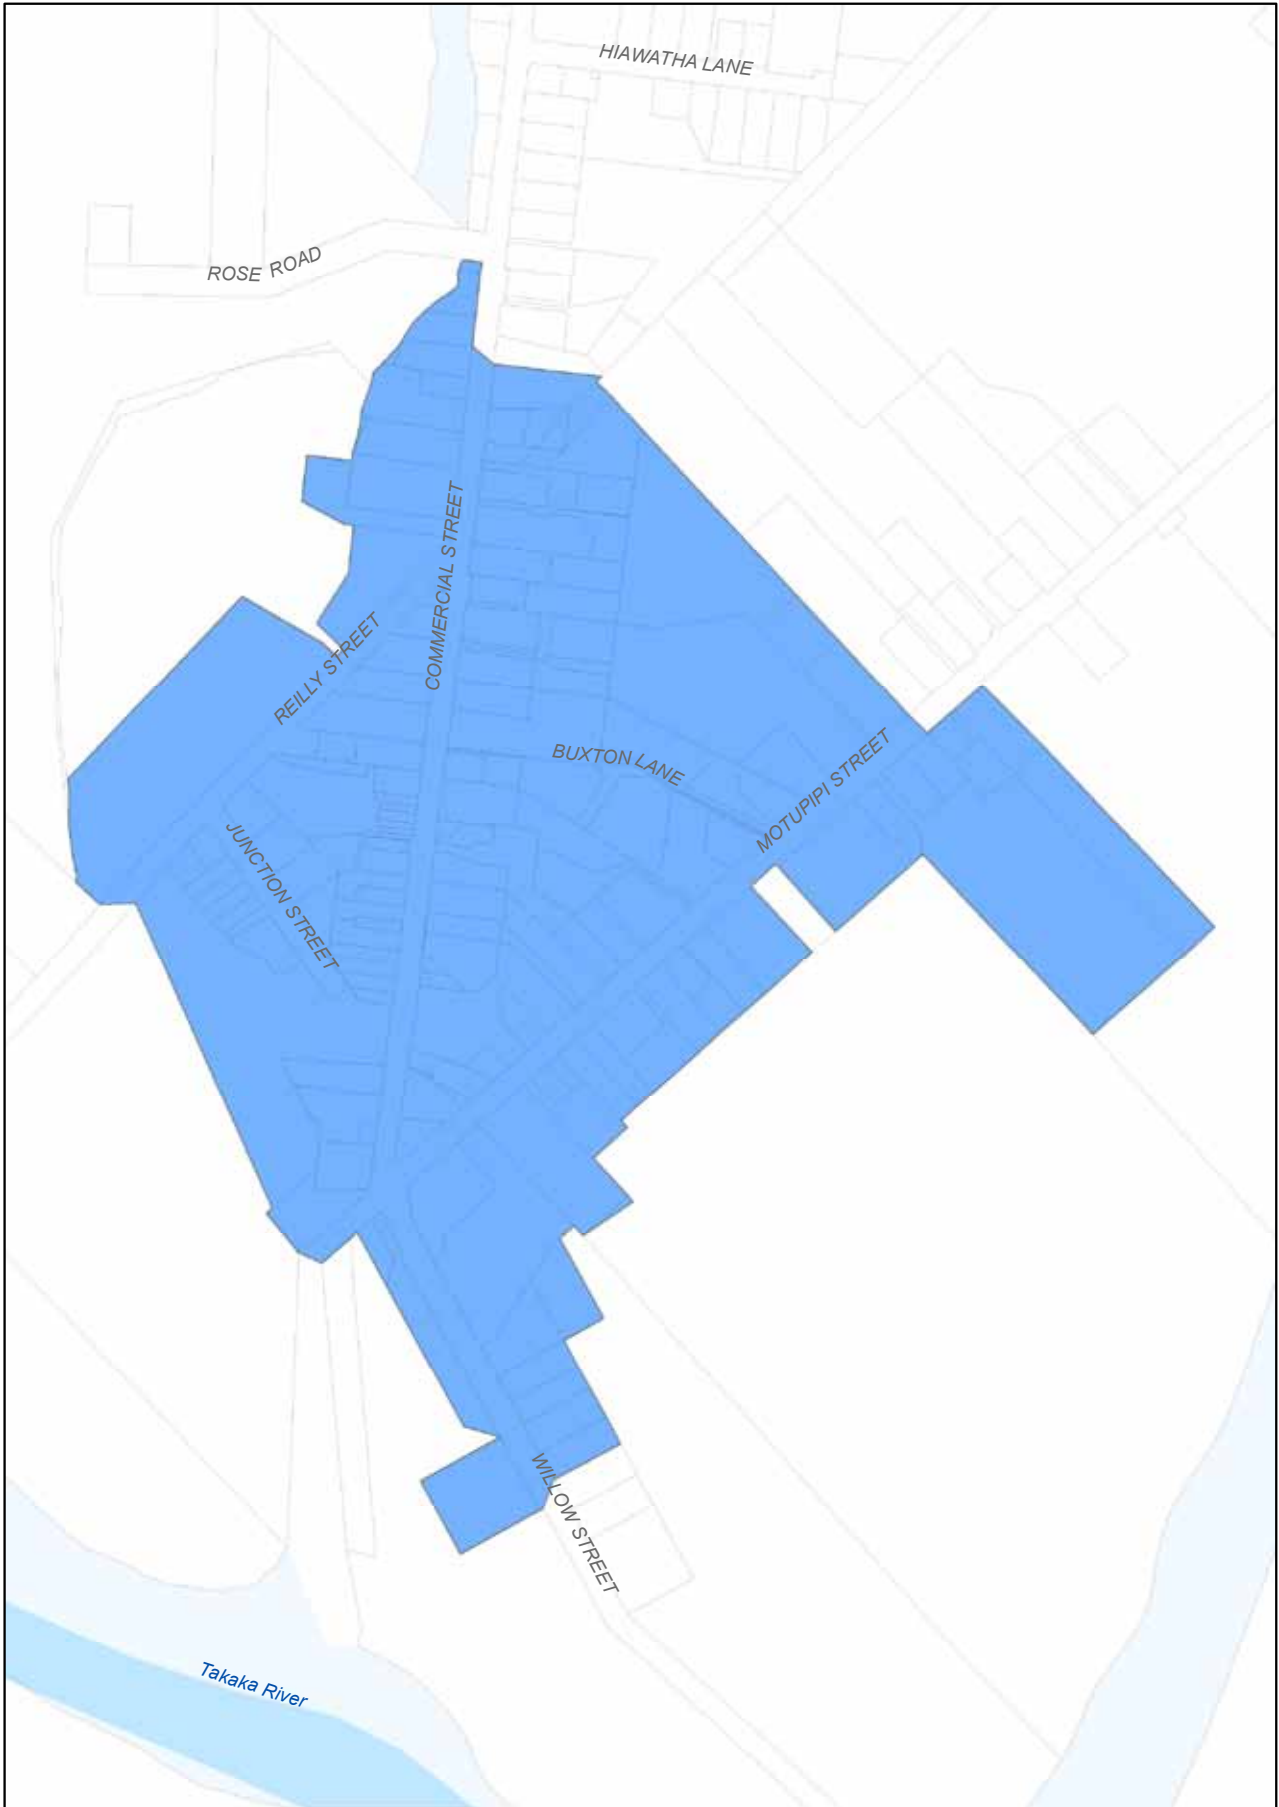 HIAWATHA LANE
ROSE ROAD
COMMERCIAL STREET
REILLY STREET
BUXTON LANE
MOTUPIPI STREET
JUNCTION STREET
WILLOW STREET
Takaka River